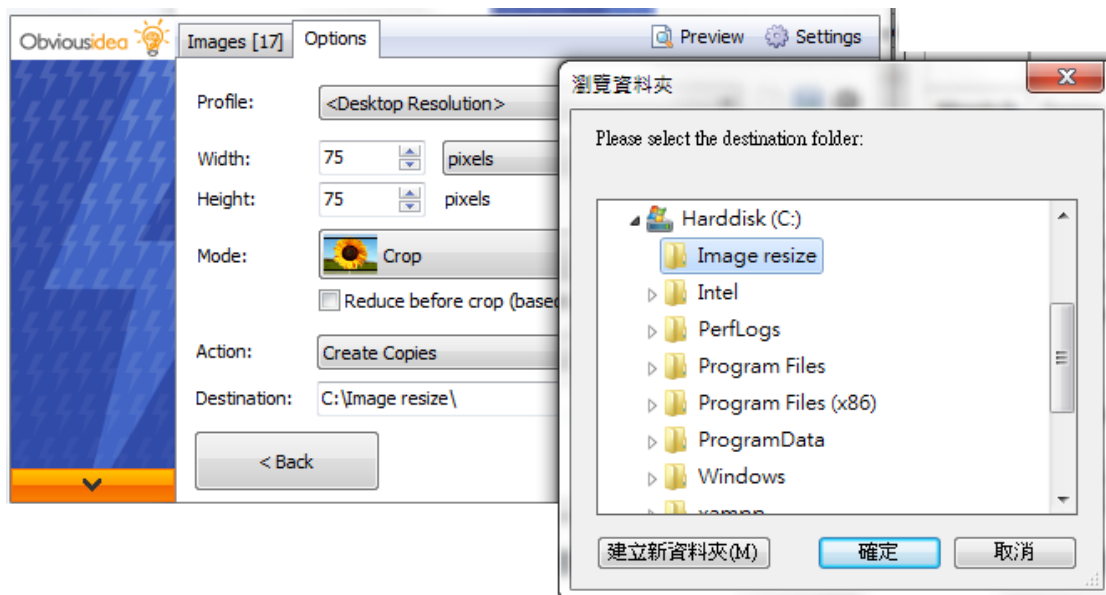 Obviousidea
Images [17]
Options
Preview
Settings
Profile:
<Desktop Resolution>
Width:
75
pixels
Height:
75
pixels
Mode:
Crop
Reduce before crop (based
Action:
Create Copies
Destination:
C:\Image resize\
< Back
瀏覽資料夾
Please select the destination folder:
Harddisk (C:)
Image resize
Intel
PerfLogs
Program Files
Program Files (x86)
ProgramData
Windows
xampp
建立新資料夾(M)
確定
取消